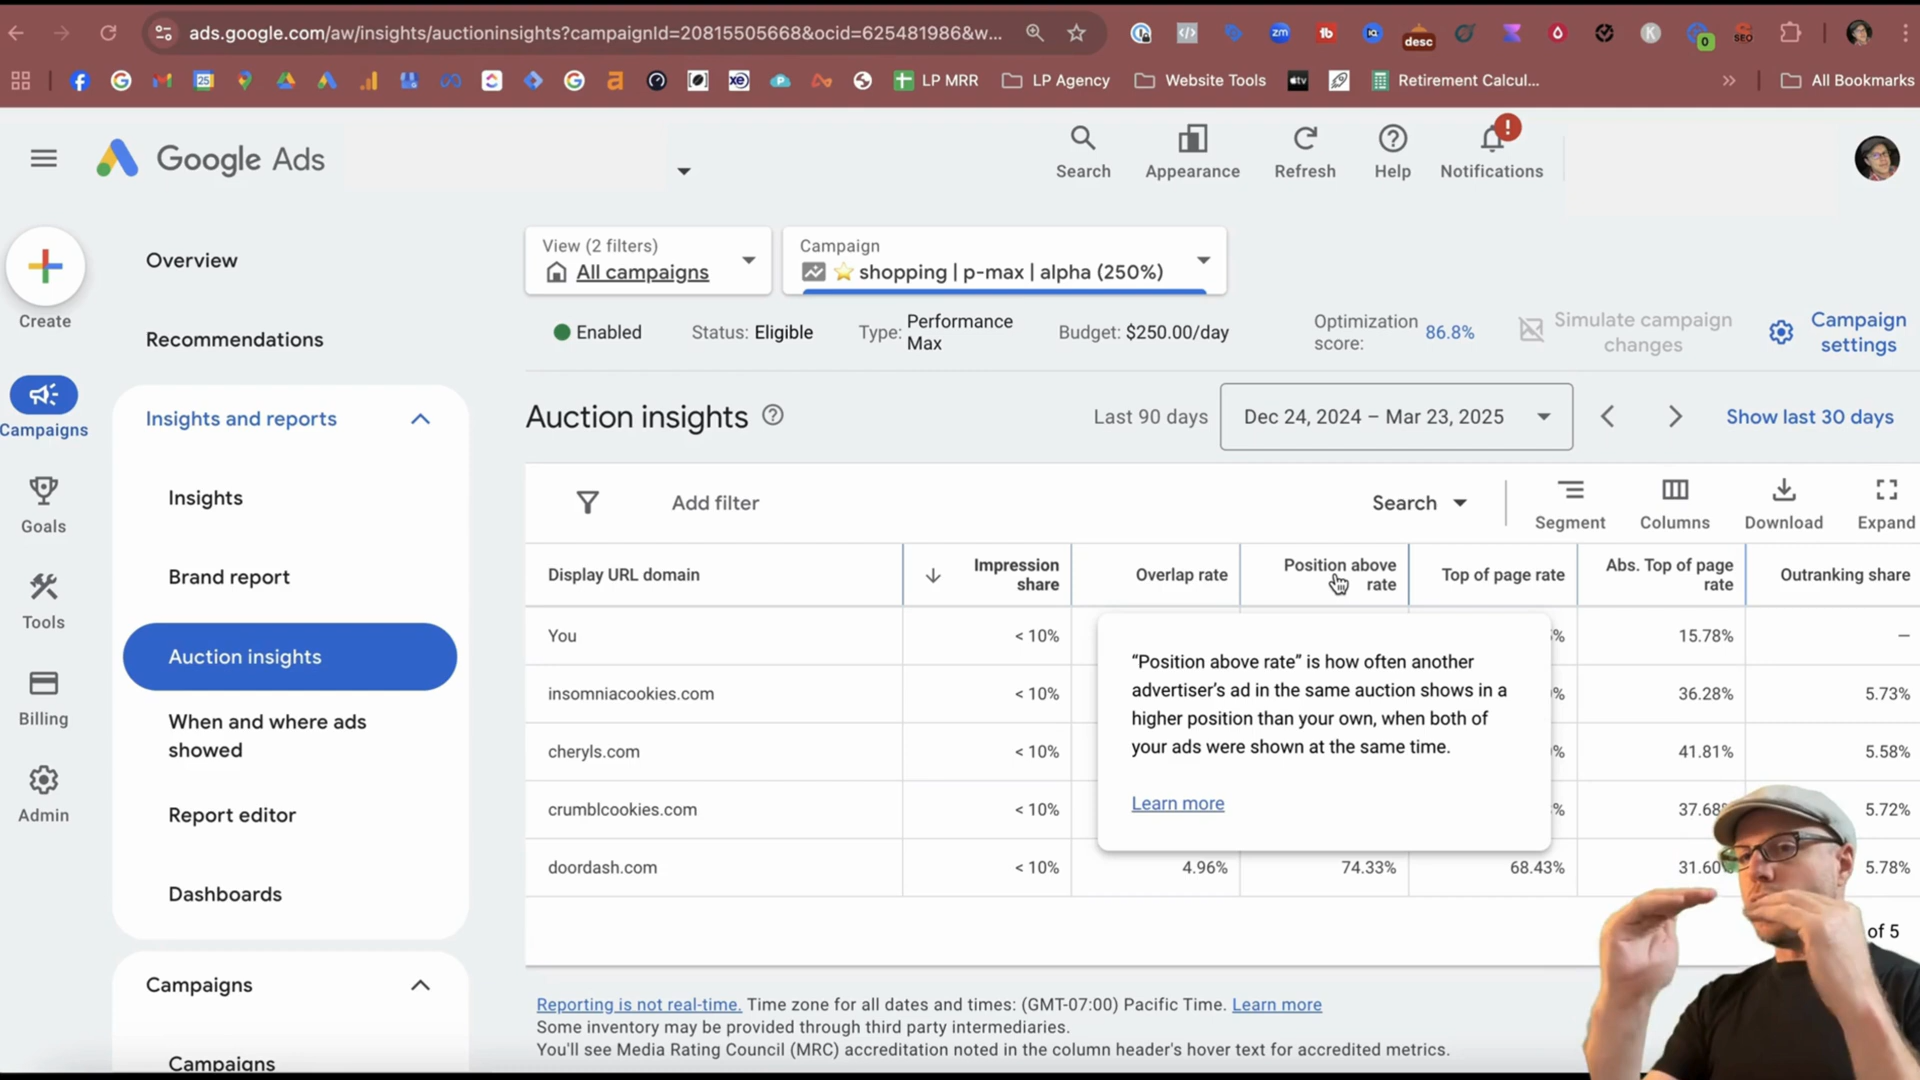 ads.google.com/aw/insights/auctioninsights?campaignId=20815505668&ocid=625481986&w...
zm
1b
desc
K
0
SEO
25
xe
tv
LP MRR
LP Agency
Website Tools
Retirement Calcul...
All Bookmarks
Google Ads
Search
Appearance
Refresh
Help
Notifications
Create
Campaigns
Goals
Tools
Billing
Admin
Overview
Recommendations
Insights and reports
Insights
Brand report
Auction insights
When and where ads
showed
Report editor
Dashboards
Campaigns
Campaigns
View (2 filters)
All campaigns
Campaign
shopping | p-max | alpha (250%)
Enabled
Status: Eligible
Type: Performance
Max
Budget: $250.00/day
Optimization
score: 86.8%
Simulate campaign
changes
Campaign
settings
Auction insights
Last 90 days
Dec 24, 2024 – Mar 23, 2025
Show last 30 days
Add filter
Search
Segment
Columns
Download
Expand
Display URL domain
Impression
share
Overlap rate
Position above
rate
Top of page rate
Abs. Top of page
rate
Outranking share
You < 10% % 15.78% –
insomniacookies.com < 10% % 36.28% 5.73%
cheryls.com < 10% % 41.81% 5.58%
crumblcookies.com < 10% % 37.68 5.72%
doordash.com < 10% 4.96% 74.33% 68.43% 31.60 5.78%
“Position above rate” is how often another
advertiser’s ad in the same auction shows in a
higher position than your own, when both of
your ads were shown at the same time.
Learn more
of 5
Reporting is not real-time. Time zone for all dates and times: (GMT-07:00) Pacific Time. Learn more
Some inventory may be provided through third party intermediaries.
You'll see Media Rating Council (MRC) accreditation noted in the column header's hover text for accredited metrics.